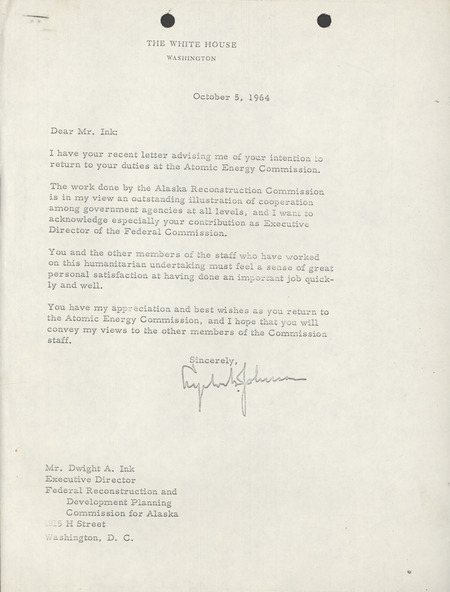 THE WHITE HOUSE
WASHINGTON
October 5, 1964
Dear Mr. Ink:
I have your recent letter advising me of your intention to
return to your duties at the Atomic Energy Commission.
The work done by the Alaska Reconstruction Commission
is in my view an outstanding illustration of cooperation
among government agencies at all levels, and I want to
acknowledge especially your contribution as Executive
Director of the Federal Commission.
You and the other members of the staff who have worked
on this humanitarian undertaking must feel a sense of great
personal satisfaction at having done an important job quick-
ly and well.
You have my appreciation and best wishes as you return to
the Atomic Energy Commission, and I hope that you will
convey my views to the other members of the Commission
staff.
Sincerely,
Lyndon B. Johnson
Mr. Dwight A. Ink
Executive Director
Federal Reconstruction and
Development Planning
Commission for Alaska
H Street
Washington, D. C.